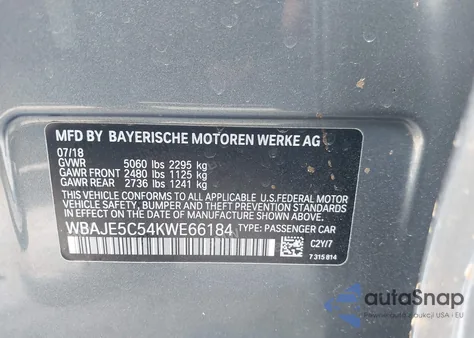 MFD BY BAYERISCHE MOTOREN WERKE AG
07/18
GVWR 5060 lbs 2295 kg
GAWR FRONT 2480 lbs 1125 kg
GAWR REAR 2736 lbs 1241 kg
THIS VEHICLE CONFORMS TO ALL APPLICABLE U.S.FEDERAL MOTOR
VEHICLE SAFETY, BUMPER, AND THEFT PREVENTION STANDARDS
IN EFFECT ON THE DATE OF MANUFACTURE SHOWN ABOVE.
WBAJE5C54KWE66184 TYPE: PASSENGER CAR
C2Y/7
7 315 814
autoSnap
aukcji USA - EU